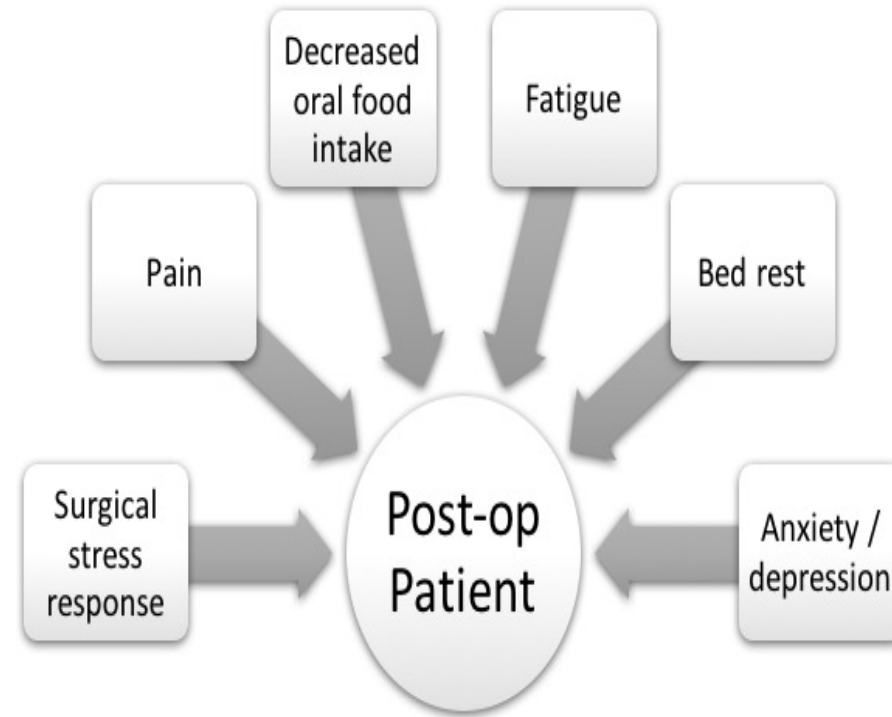 Decreased
oral food
intake
Fatigue
Pain
Bed rest
Surgical
stress
response
Post-op
Patient
Anxiety /
depression